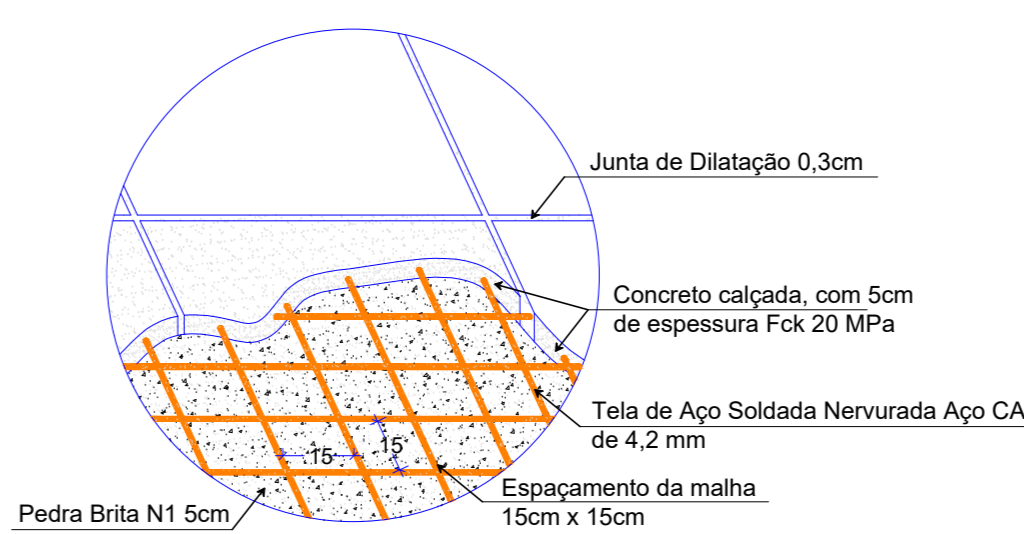 Junta de Dilatação 0,3cm
Concreto calçada, com 5cm
de espessura Fck 20 MPa
Tela de Aço Soldada Nervurada Aço CA
de 4,2 mm
15
15
Espaçamento da malha
15cm x 15cm
Pedra Brita N1 5cm